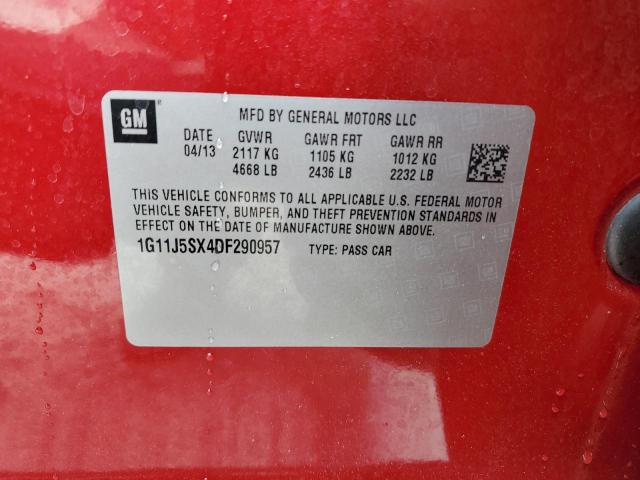 GM
MFD BY GENERAL MOTORS LLC
DATE GVWR GAWR FRT GAWR RR
04/13 2117 KG 1105 KG 1012 KG
4668 LB 2436 LB 2232 LB
THIS VEHICLE CONFORMS TO ALL APPLICABLE U.S. FEDERAL MOTOR
VEHICLE SAFETY, BUMPER, AND THEFT PREVENTION STANDARDS IN
EFFECT ON THE DATE OF MANUFACTURE SHOWN ABOVE.
1G11J5SX4DF290957 TYPE: PASS CAR